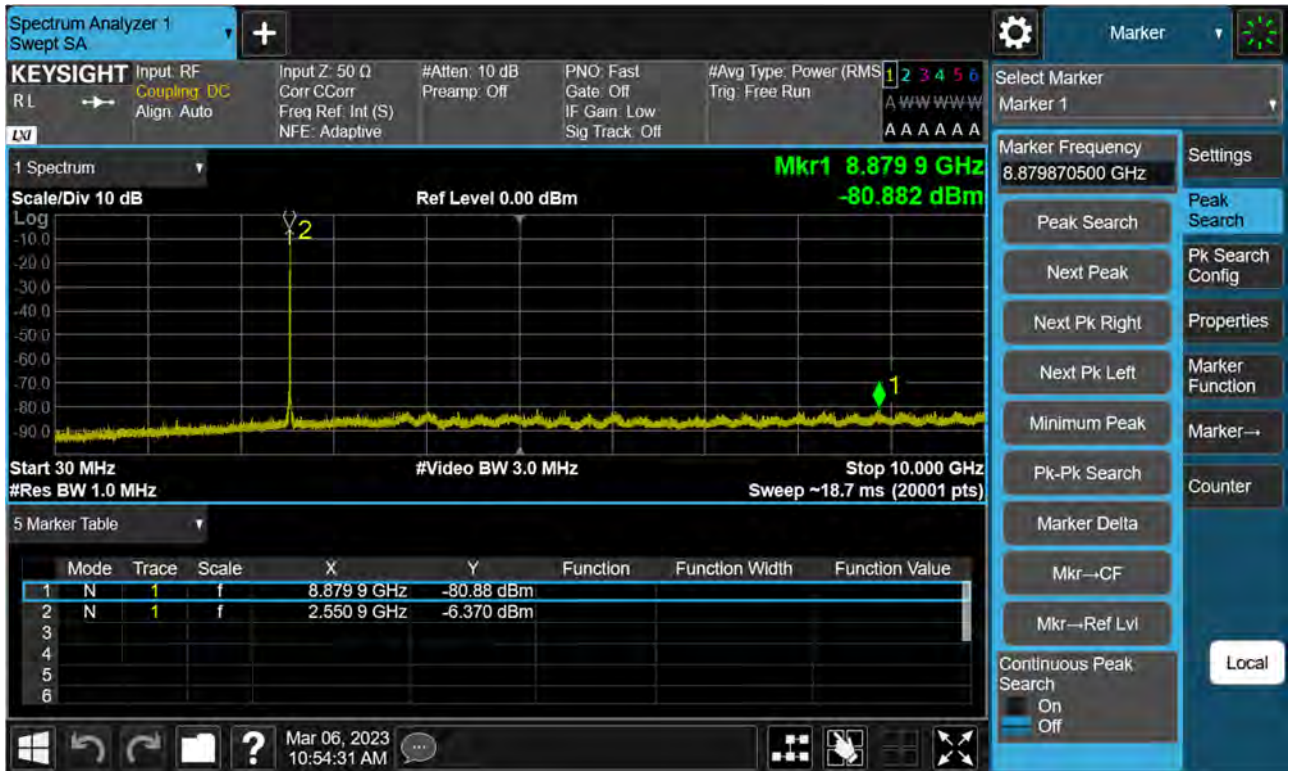 Spectrum Analyzer 1
Swept SA
+
Marker
KEYSIGHT
RL
LXI
Input: RF
Coupling: DC
Align: Auto
Input Z: 50 Ω
Corr CCorr
Freq Ref: Int (S)
NFE: Adaptive
#Atten: 10 dB
Preamp: Off
PNO: Fast
Gate: Off
IF Gain: Low
Sig Track: Off
#Avg Type: Power (RMS
Trig: Free Run
1 2 3 4 5 6
A W W W W W
A A A A A A
Select Marker
Marker 1
1 Spectrum
Scale/Div 10 dB
Ref Level 0.00 dBm
Mkr1 8.879 9 GHz
-80.882 dBm
Log
-10.0
-20.0
-30.0
-40.0
-50.0
-60.0
-70.0
-80.0
-90.0
2
1
Start 30 MHz
#Video BW 3.0 MHz
Stop 10.000 GHz
#Res BW 1.0 MHz
Sweep ~18.7 ms (20001 pts)
5 Marker Table
Mode Trace Scale X Y Function Function Width Function Value
1 N 1 f 8.879 9 GHz -80.88 dBm
2 N 1 f 2.550 9 GHz -6.370 dBm
3
4
5
6
Marker Frequency
8.879870500 GHz
Peak Search
Next Peak
Next Pk Right
Next Pk Left
Minimum Peak
Pk-Pk Search
Marker Delta
Mkr→CF
Mkr→Ref Lvl
Continuous Peak
Search
On
Off
Settings
Peak
Search
Pk Search
Config
Properties
Marker
Function
Marker→
Counter
Local
?
Mar 06, 2023
10:54:31 AM